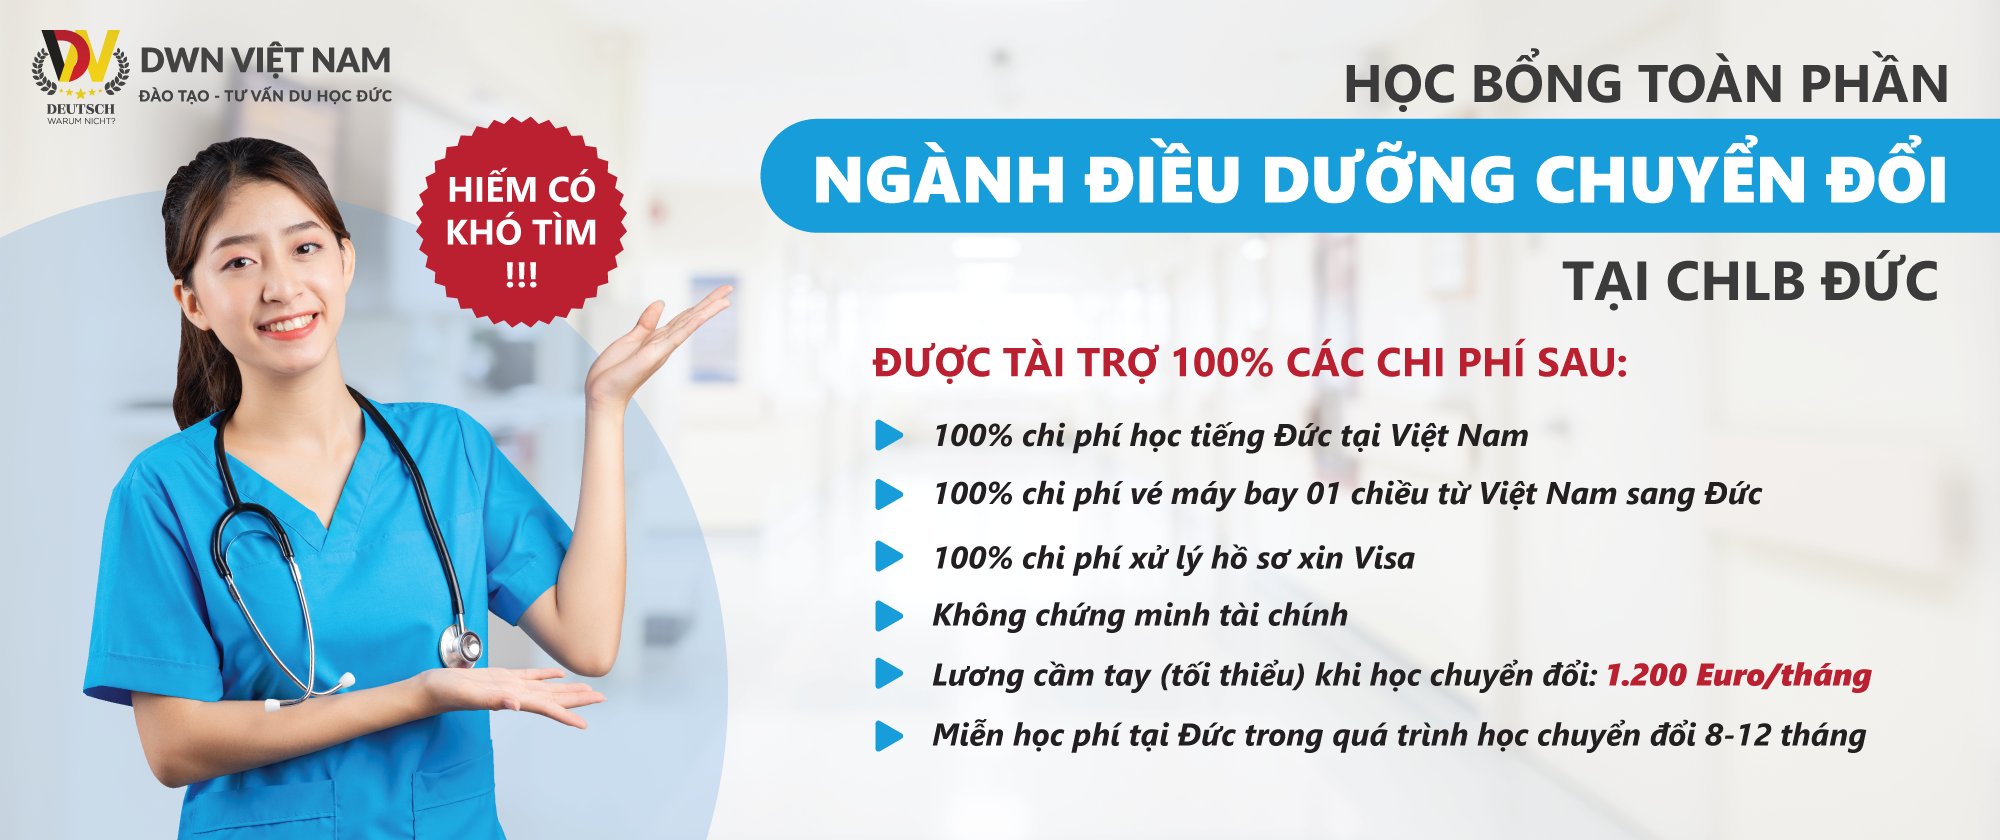 DWN VIỆT NAM
ĐÀO TẠO - TƯ VẤN DU HỌC ĐỨC
DEUTSCH
WARUM NICHT?
HIẾM CÓ
KHÓ TÌM
!!!
HỌC BỔNG TOÀN PHẦN
NGÀNH ĐIỀU DƯỠNG CHUYỂN ĐỔI
TẠI CHLB ĐỨC
ĐƯỢC TÀI TRỢ 100% CÁC CHI PHÍ SAU:
100% chi phí học tiếng Đức tại Việt Nam
100% chi phí vé máy bay 01 chiều từ Việt Nam sang Đức
100% chi phí xử lý hồ sơ xin Visa
Không chứng minh tài chính
Lương cầm tay (tối thiểu) khi học chuyển đổi: 1.200 Euro/tháng
Miễn học phí tại Đức trong quá trình học chuyển đổi 8-12 tháng